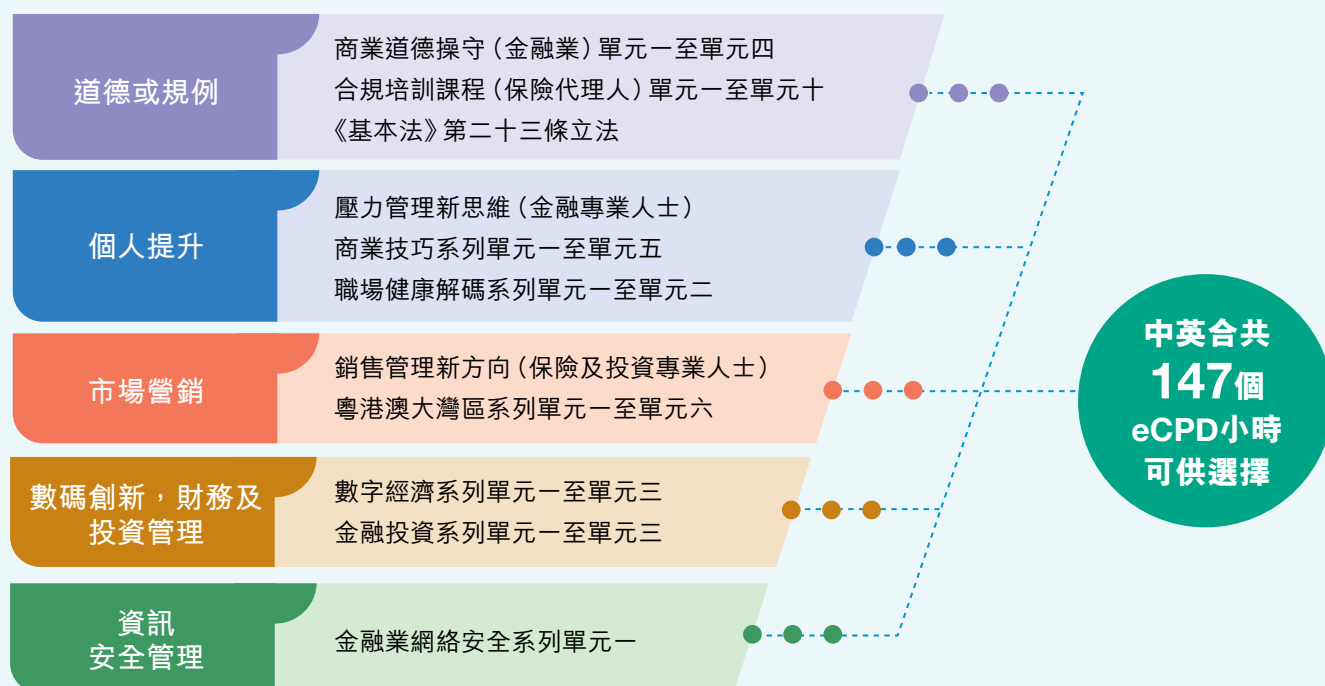 道德或規例
商業道德操守（金融業）單元一至單元四
合規培訓課程（保險代理人）單元一至單元十
《基本法》第二十三條立法
個人提升
壓力管理新思維（金融專業人士）
商業技巧系列單元一至單元五
職場健康解碼系列單元一至單元二
市場營銷
銷售管理新方向（保險及投資專業人士）
粵港澳大灣區系列單元一至單元六
數碼創新，財務及
投資管理
數字經濟系列單元一至單元三
金融投資系列單元一至單元三
資訊
安全管理
金融業網絡安全系列單元一
中英合共
147個
eCPD小時
可供選擇